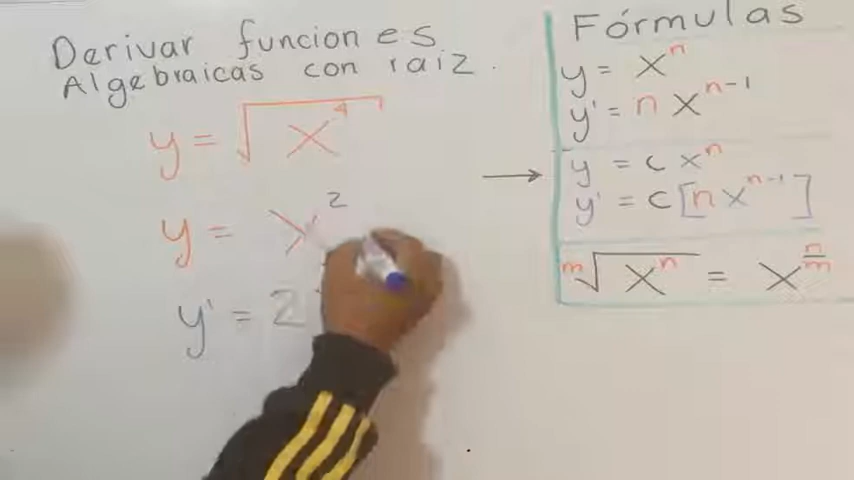 Derivar funciones
Algebraicas con raiz.
y = √x⁴
y = x²
y' = 2
Fórmulas
y = xⁿ
y' = n xⁿ⁻¹
→ y = c xⁿ
y' = c [n xⁿ⁻¹]
ᵐ√xⁿ = x^(n/m)